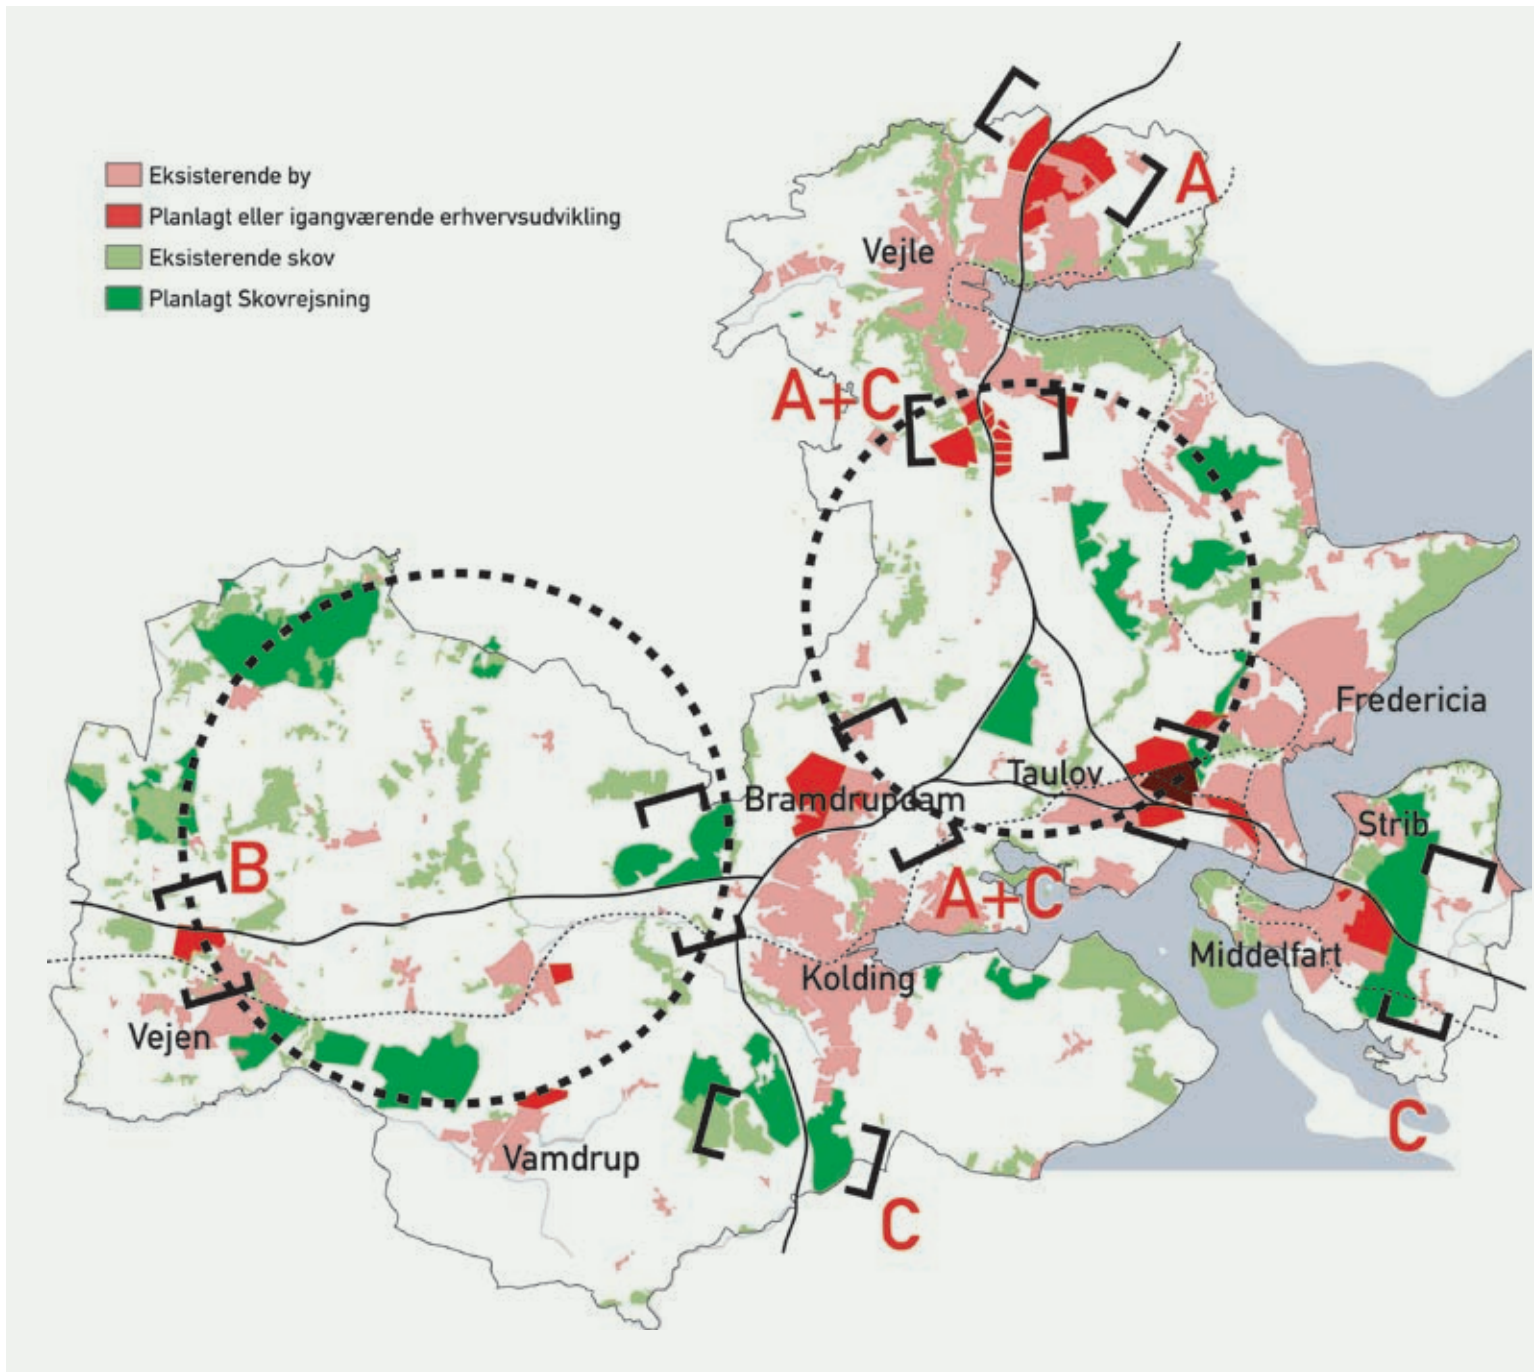 Eksisterende by
Planlagt eller igangværende erhvervsudvikling
Eksisterende skov
Planlagt Skovrejsning
A
Vejle
A+C
Fredericia
Taulov
Bramdrupdam
Strib
B
A+C
Middelfart
Kolding
Vejen
C
Vamdrup
C